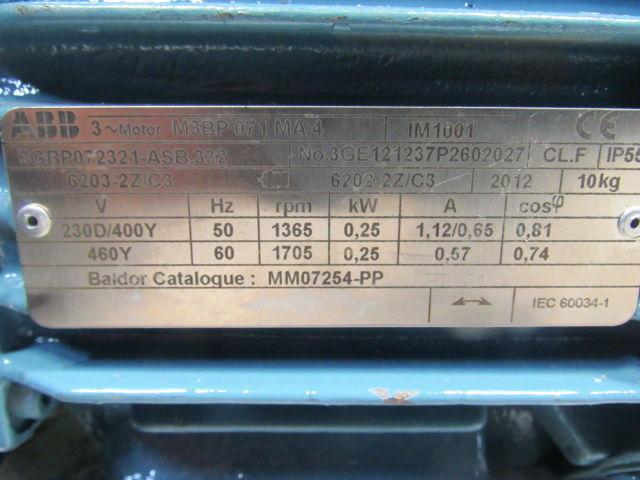 ABB 3~Motor M3BP 071 MA 4 IM1001 CE
3GBP072321-ASB.332 No.3GE121237P2602027 CL.F IP55
6203-2Z/C3 6202-2Z/C3 2012 10kg
V Hz rpm kW A cosφ
230D/400Y 50 1365 0,25 1,12/0,65 0,81
460Y 60 1705 0,25 0,57 0,74
Baldor Catalogue : MM07254-PP
IEC 60034-1